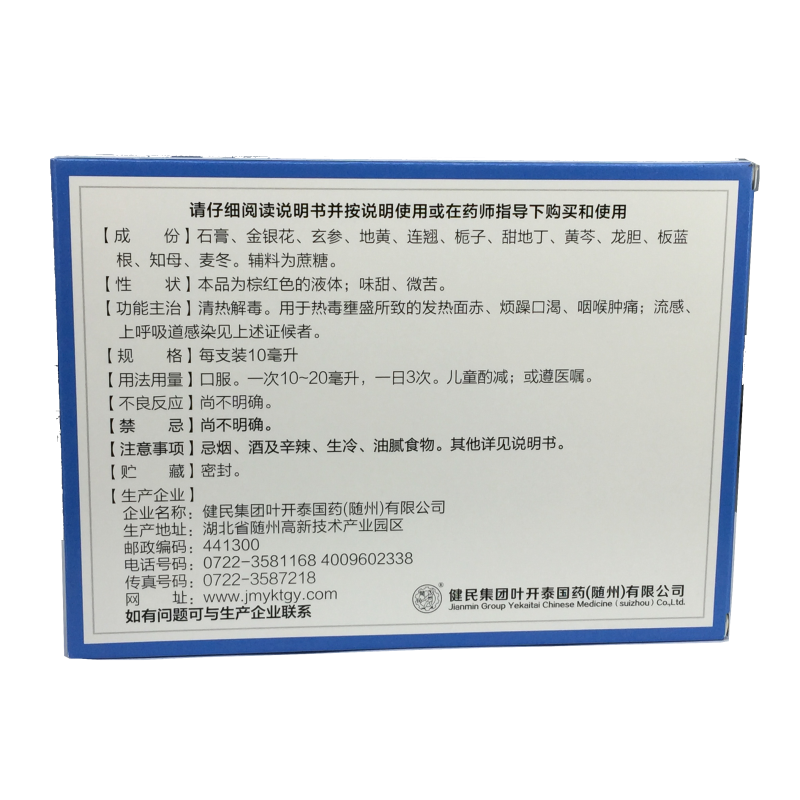 请仔细阅读说明书并按说明使用或在药师指导下购买和使用
【成 份】石膏、金银花、玄参、地黄、连翘、栀子、甜地丁、黄芩、龙胆、板蓝
根、知母、麦冬。辅料为蔗糖。
【性 状】本品为棕红色的液体；味甜、微苦。
【功能主治】清热解毒。用于热毒壅盛所致的发热面赤、烦躁口渴、咽喉肿痛；流感、
上呼吸道感染见上述证候者。
【规 格】每支装10毫升
【用法用量】口服。一次10~20毫升，一日3次。儿童酌减；或遵医嘱。
【不良反应】尚不明确。
【禁 忌】尚不明确。
【注意事项】忌烟、酒及辛辣、生冷、油腻食物。其他详见说明书。
【贮 藏】密封。
【生产企业】
企业名称：健民集团叶开泰国药(随州)有限公司
生产地址：湖北省随州高新技术产业园区
邮政编码：441300
电话号码：0722-3581168 4009602338
传真号码：0722-3587218
网 址：www.jmyktgy.com
如有问题可与生产企业联系
健民集团叶开泰国药(随州)有限公司
Jianmin Group Yekaitai Chinese Medicine (suizhou) Co.,Ltd.